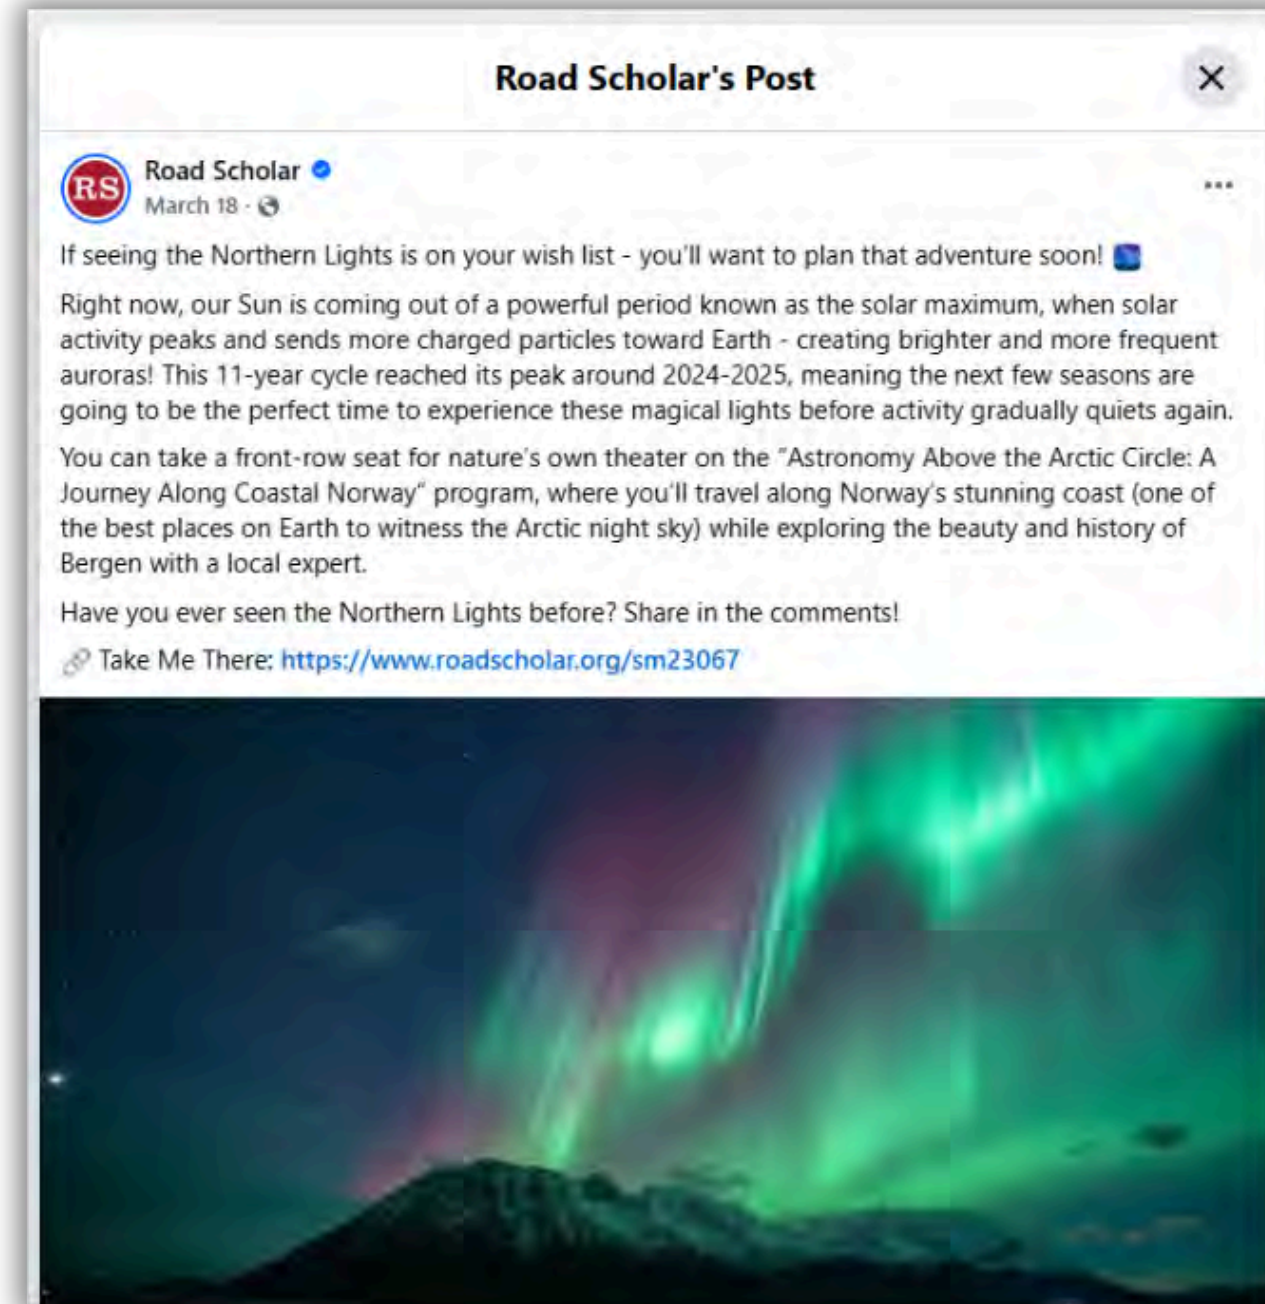 Road Scholar's Post
RS
Road Scholar
March 18 ·
If seeing the Northern Lights is on your wish list - you'll want to plan that adventure soon!
Right now, our Sun is coming out of a powerful period known as the solar maximum, when solar
activity peaks and sends more charged particles toward Earth - creating brighter and more frequent
auroras! This 11-year cycle reached its peak around 2024-2025, meaning the next few seasons are
going to be the perfect time to experience these magical lights before activity gradually quiets again.
You can take a front-row seat for nature's own theater on the "Astronomy Above the Arctic Circle: A
Journey Along Coastal Norway" program, where you'll travel along Norway's stunning coast (one of
the best places on Earth to witness the Arctic night sky) while exploring the beauty and history of
Bergen with a local expert.
Have you ever seen the Northern Lights before? Share in the comments!
Take Me There: https://www.roadscholar.org/sm23067